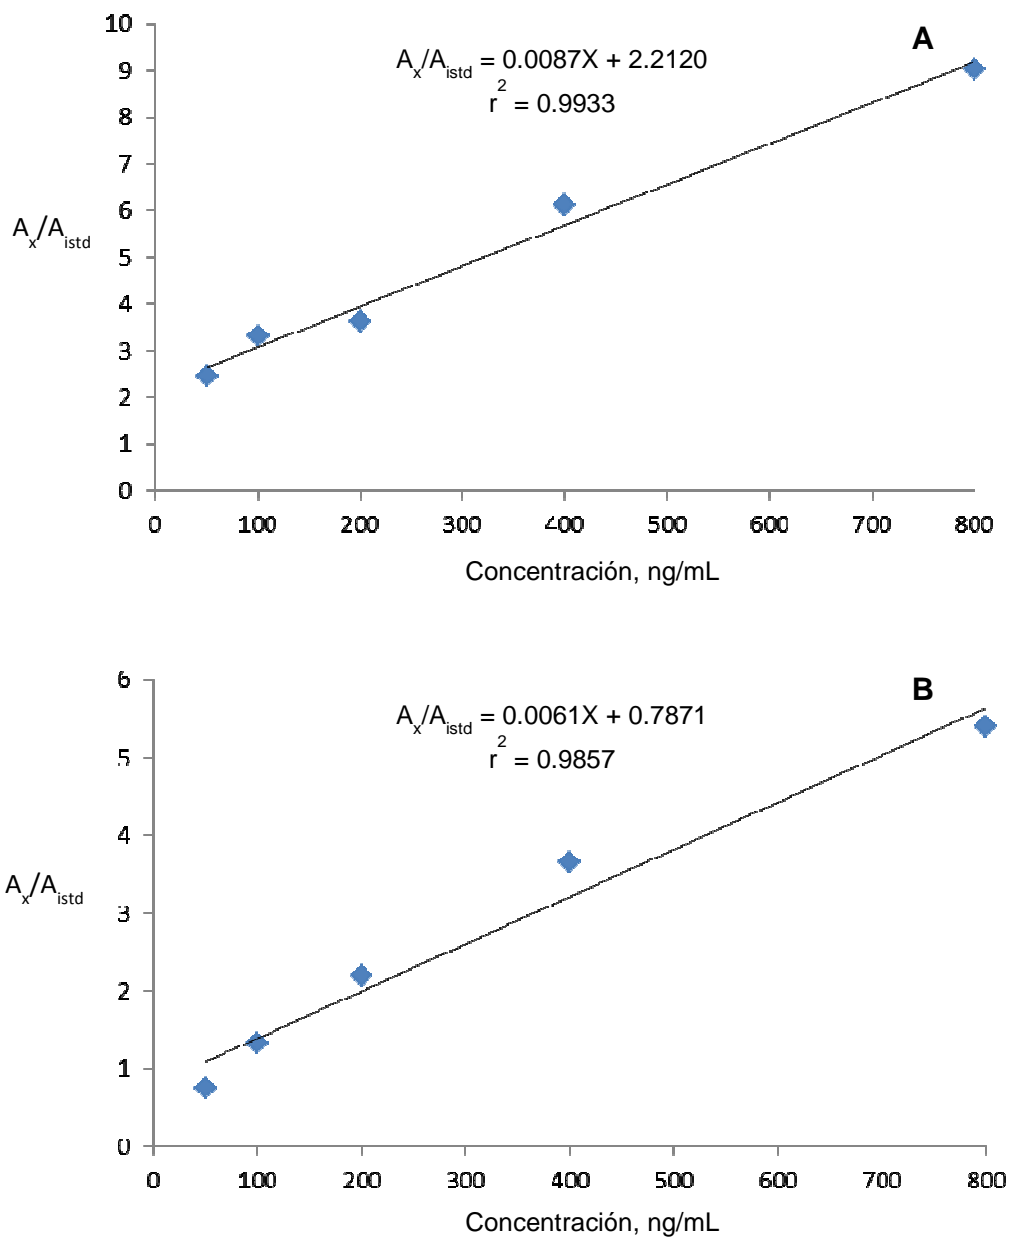 10
A
Ax/Aistd = 0.0087X + 2.2120
r2 = 0.9933
9
8
7
6
Ax/Aistd
5
4
3
2
1
0
0 100 200 300 400 500 600 700 800
Concentración, ng/mL
6
B
Ax/Aistd = 0.0061X + 0.7871
r2 = 0.9857
5
4
Ax/Aistd
3
2
1
0
0 100 200 300 400 500 600 700 800
Concentración, ng/mL